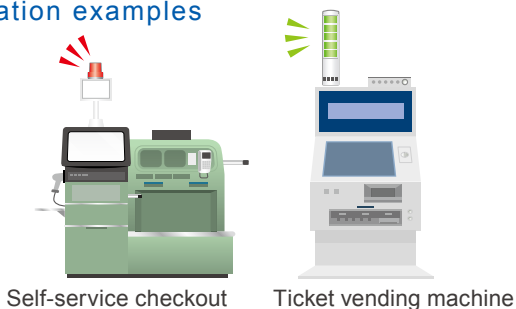 ation examples
Self-service checkout
Ticket vending machine